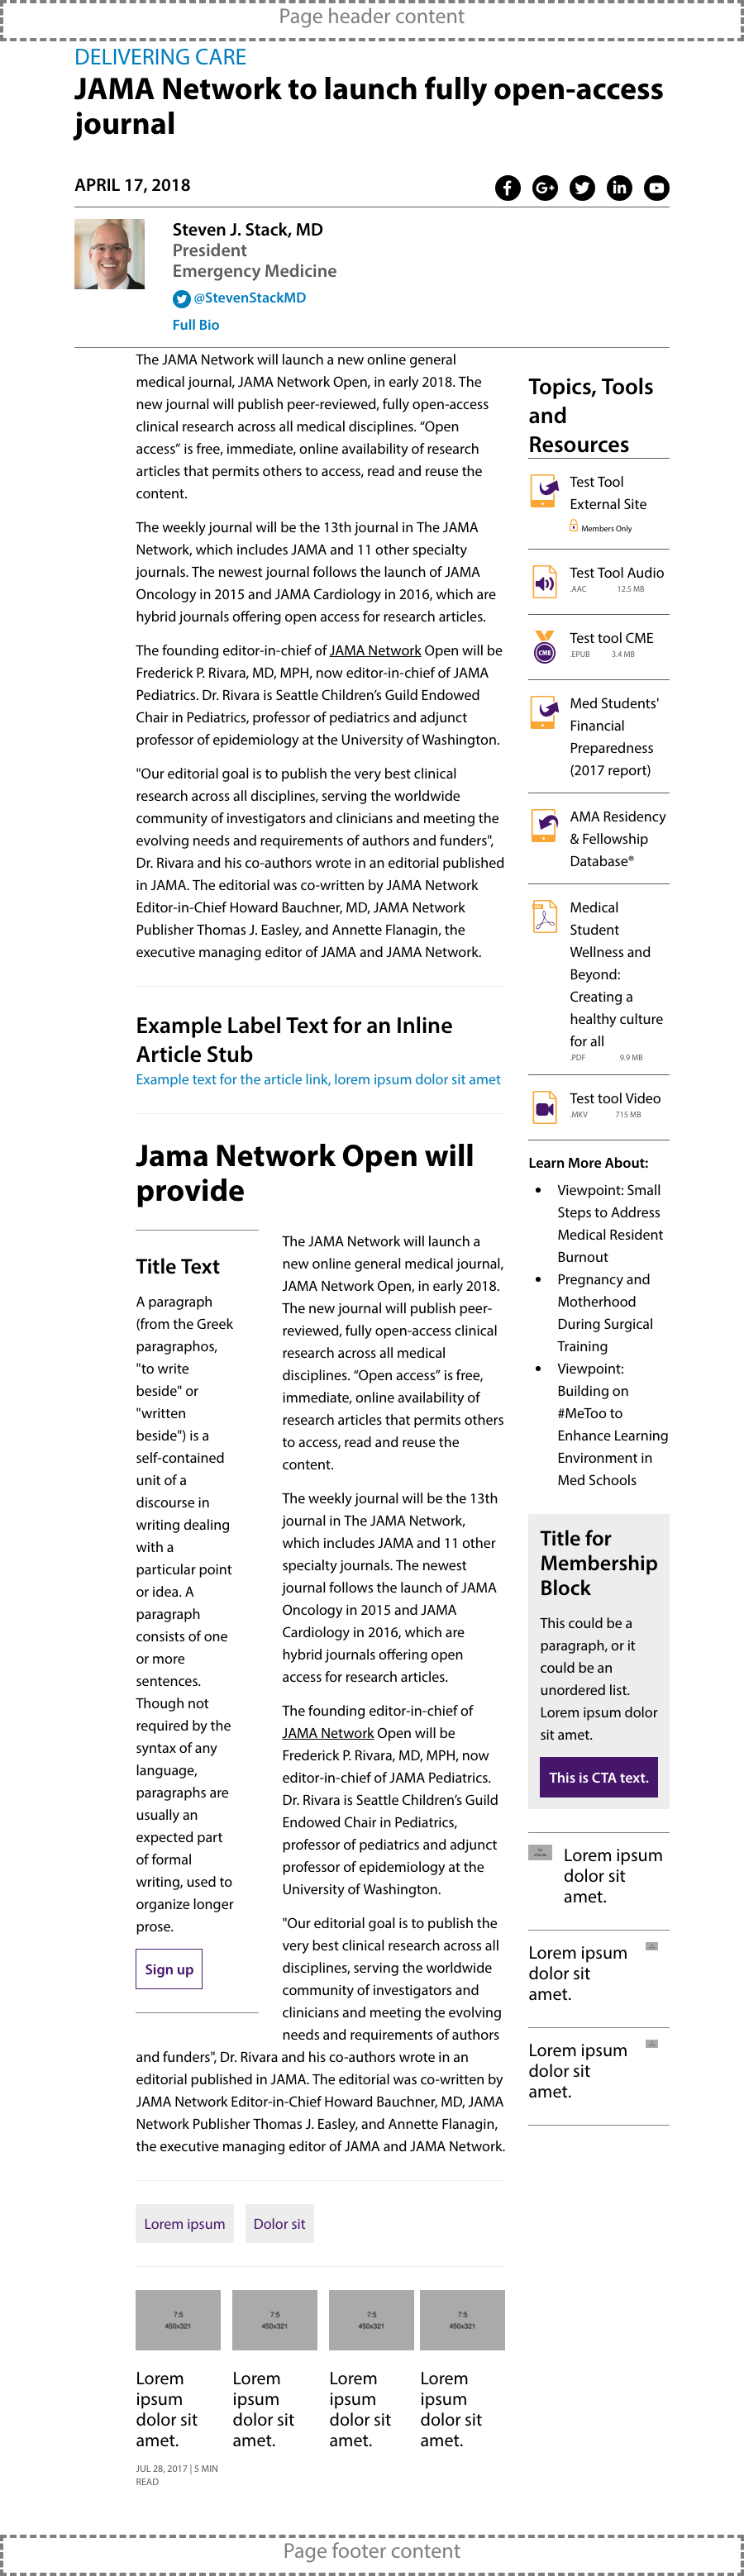 Page header content
DELIVERING CARE
JAMA Network to launch fully open-access
journal
APRIL 17, 2018
Steven J. Stack, MD
President
Emergency Medicine
@StevenStackMD
Full Bio
The JAMA Network will launch a new online general
medical journal, JAMA Network Open, in early 2018. The
new journal will publish peer-reviewed, fully open-access
clinical research across all medical disciplines. “Open
access” is free, immediate, online availability of research
articles that permits others to access, read and reuse the
content.
The weekly journal will be the 13th journal in The JAMA
Network, which includes JAMA and 11 other specialty
journals. The newest journal follows the launch of JAMA
Oncology in 2015 and JAMA Cardiology in 2016, which are
hybrid journals offering open access for research articles.
The founding editor-in-chief of JAMA Network Open will be
Frederick P. Rivara, MD, MPH, now editor-in-chief of JAMA
Pediatrics. Dr. Rivara is Seattle Children’s Guild Endowed
Chair in Pediatrics, professor of pediatrics and adjunct
professor of epidemiology at the University of Washington.
"Our editorial goal is to publish the very best clinical
research across all disciplines, serving the worldwide
community of investigators and clinicians and meeting the
evolving needs and requirements of authors and funders",
Dr. Rivara and his co-authors wrote in an editorial published
in JAMA. The editorial was co-written by JAMA Network
Editor-in-Chief Howard Bauchner, MD, JAMA Network
Publisher Thomas J. Easley, and Annette Flanagin, the
executive managing editor of JAMA and JAMA Network.
Example Label Text for an Inline
Article Stub
Example text for the article link, lorem ipsum dolor sit amet
Jama Network Open will
provide
Title Text
A paragraph
(from the Greek
paragraphos,
"to write
beside" or
"written
beside") is a
self-contained
unit of a
discourse in
writing dealing
with a
particular point
or idea. A
paragraph
consists of one
or more
sentences.
Though not
required by the
syntax of any
language,
paragraphs are
usually an
expected part
of formal
writing, used to
organize longer
prose.
Sign up
The JAMA Network will launch a
new online general medical journal,
JAMA Network Open, in early 2018.
The new journal will publish peer-
reviewed, fully open-access clinical
research across all medical
disciplines. “Open access” is free,
immediate, online availability of
research articles that permits others
to access, read and reuse the
content.
The weekly journal will be the 13th
journal in The JAMA Network,
which includes JAMA and 11 other
specialty journals. The newest
journal follows the launch of JAMA
Oncology in 2015 and JAMA
Cardiology in 2016, which are
hybrid journals offering open
access for research articles.
The founding editor-in-chief of
JAMA Network Open will be
Frederick P. Rivara, MD, MPH, now
editor-in-chief of JAMA Pediatrics.
Dr. Rivara is Seattle Children’s Guild
Endowed Chair in Pediatrics,
professor of pediatrics and adjunct
professor of epidemiology at the
University of Washington.
"Our editorial goal is to publish the
very best clinical research across all
disciplines, serving the worldwide
community of investigators and
clinicians and meeting the evolving
needs and requirements of authors
and funders", Dr. Rivara and his co-authors wrote in an
editorial published in JAMA. The editorial was co-written by
JAMA Network Editor-in-Chief Howard Bauchner, MD, JAMA
Network Publisher Thomas J. Easley, and Annette Flanagin,
the executive managing editor of JAMA and JAMA Network.
Lorem ipsum
Dolor sit
7:5
450x321
7:5
450x321
7:5
450x321
7:5
450x321
Lorem
ipsum
dolor sit
amet.
JUL 28, 2017 | 5 MIN
READ
Lorem
ipsum
dolor sit
amet.
Lorem
ipsum
dolor sit
amet.
Lorem
ipsum
dolor sit
amet.
Topics, Tools
and
Resources
Test Tool
External Site
Members Only
Test Tool Audio
.AAC 12.5 MB
CME
Test tool CME
.EPUB 3.4 MB
Med Students'
Financial
Preparedness
(2017 report)
AMA Residency
& Fellowship
Database®
Medical
Student
Wellness and
Beyond:
Creating a
healthy culture
for all
.PDF 9.9 MB
Test tool Video
.MKV 715 MB
Learn More About:
Viewpoint: Small
Steps to Address
Medical Resident
Burnout
Pregnancy and
Motherhood
During Surgical
Training
Viewpoint:
Building on
#MeToo to
Enhance Learning
Environment in
Med Schools
Title for
Membership
Block
This could be a
paragraph, or it
could be an
unordered list.
Lorem ipsum dolor
sit amet.
This is CTA text.
Lorem ipsum
dolor sit
amet.
Lorem ipsum
dolor sit
amet.
Lorem ipsum
dolor sit
amet.
Page footer content